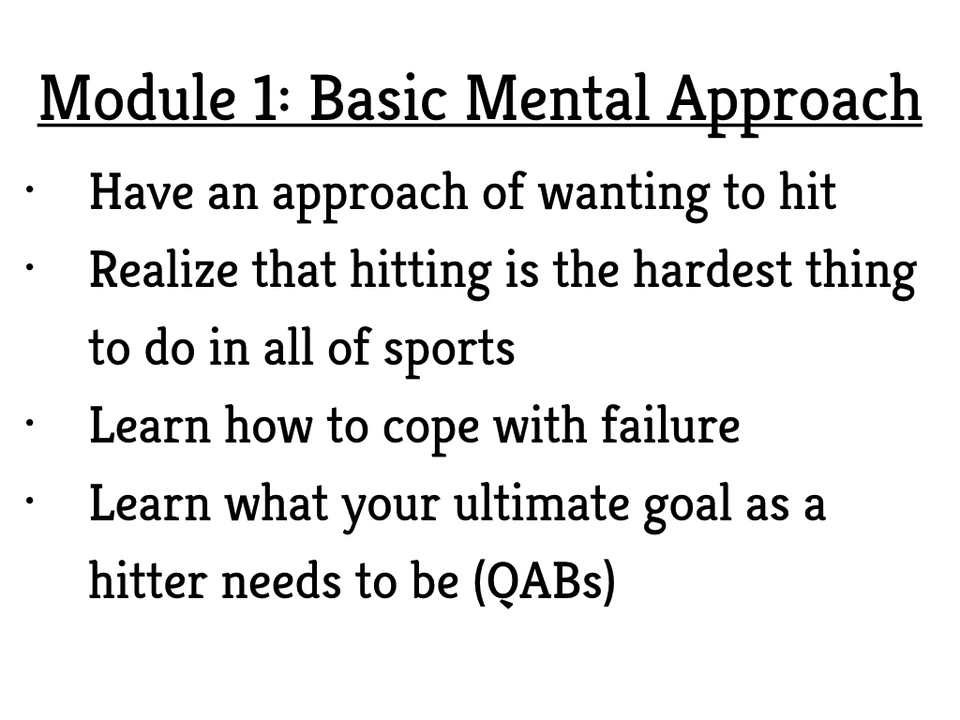 Module 1: Basic Mental Approach
· Have an approach of wanting to hit
· Realize that hitting is the hardest thing
to do in all of sports
· Learn how to cope with failure
· Learn what your ultimate goal as a
hitter needs to be (QABs)